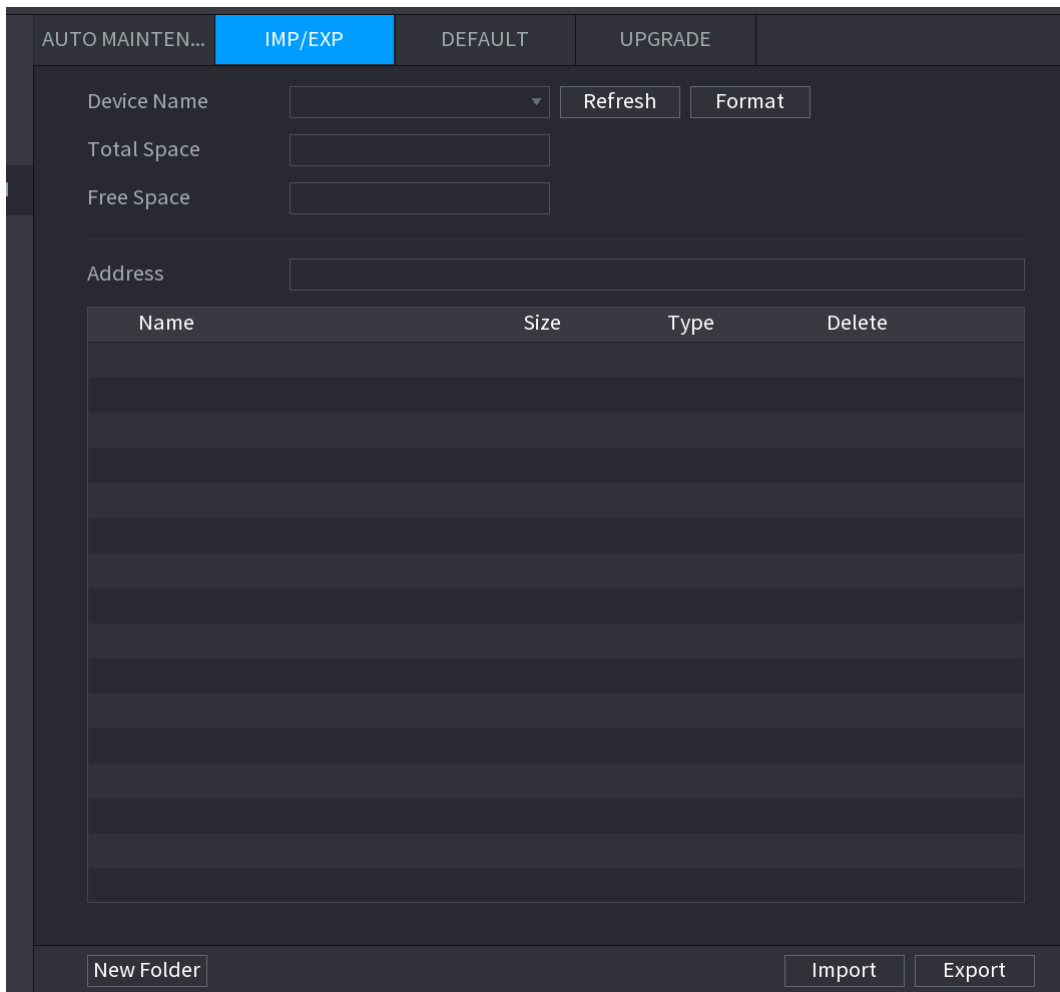 AUTO MAINTEN... IMP/EXP DEFAULT UPGRADE
Device Name Refresh Format
Total Space
Free Space
Address
Name Size Type Delete
New Folder Import Export